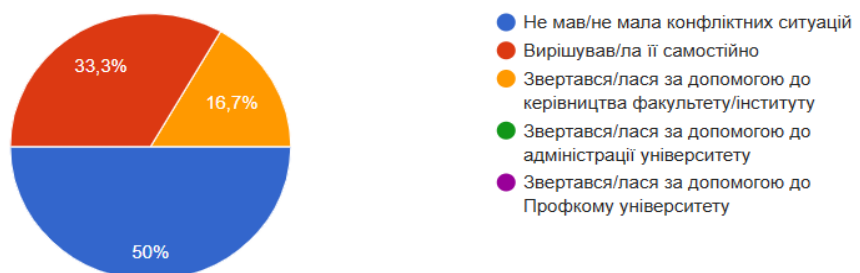 33,3%
16,7%
50%
Не мав/не мала конфліктних ситуацій
Вирішував/ла її самостійно
Звертався/лася за допомогою до
керівництва факультету/інституту
Звертався/лася за допомогою до
адміністрації університету
Звертався/лася за допомогою до
Профкому університету